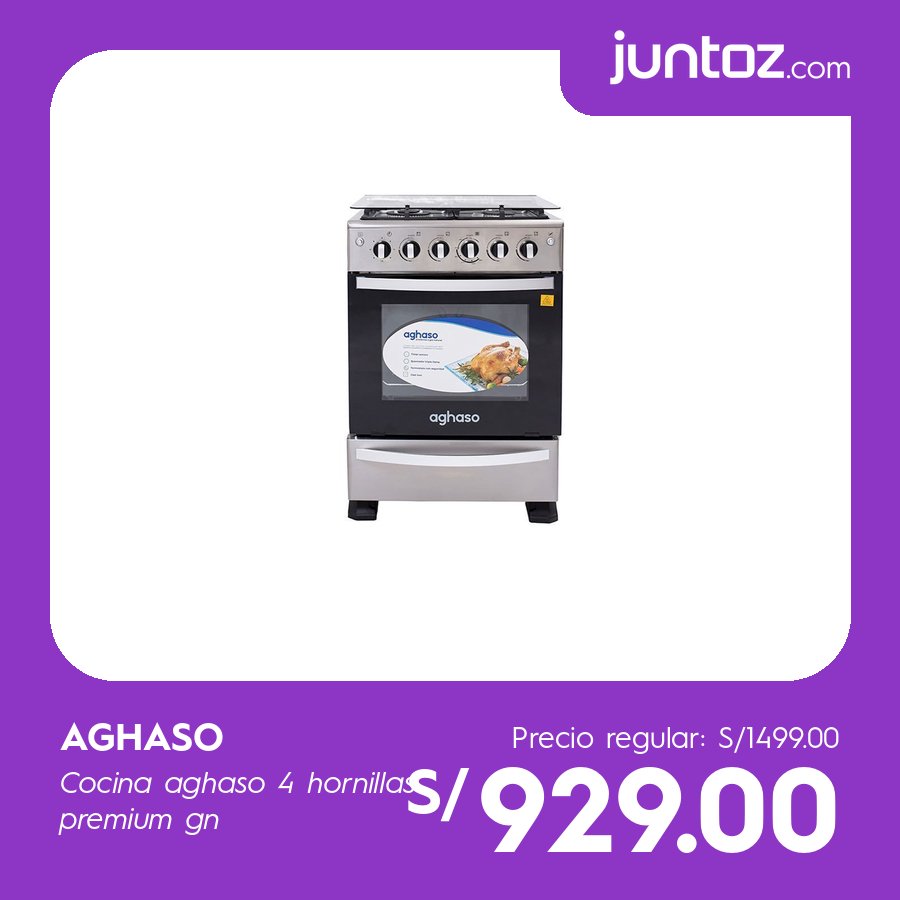 juntoz.com
aghaso
aghaso
AGHASO
Precio regular: S/1499.00
Cocina aghaso 4 hornillas
premium gn
S/929.00